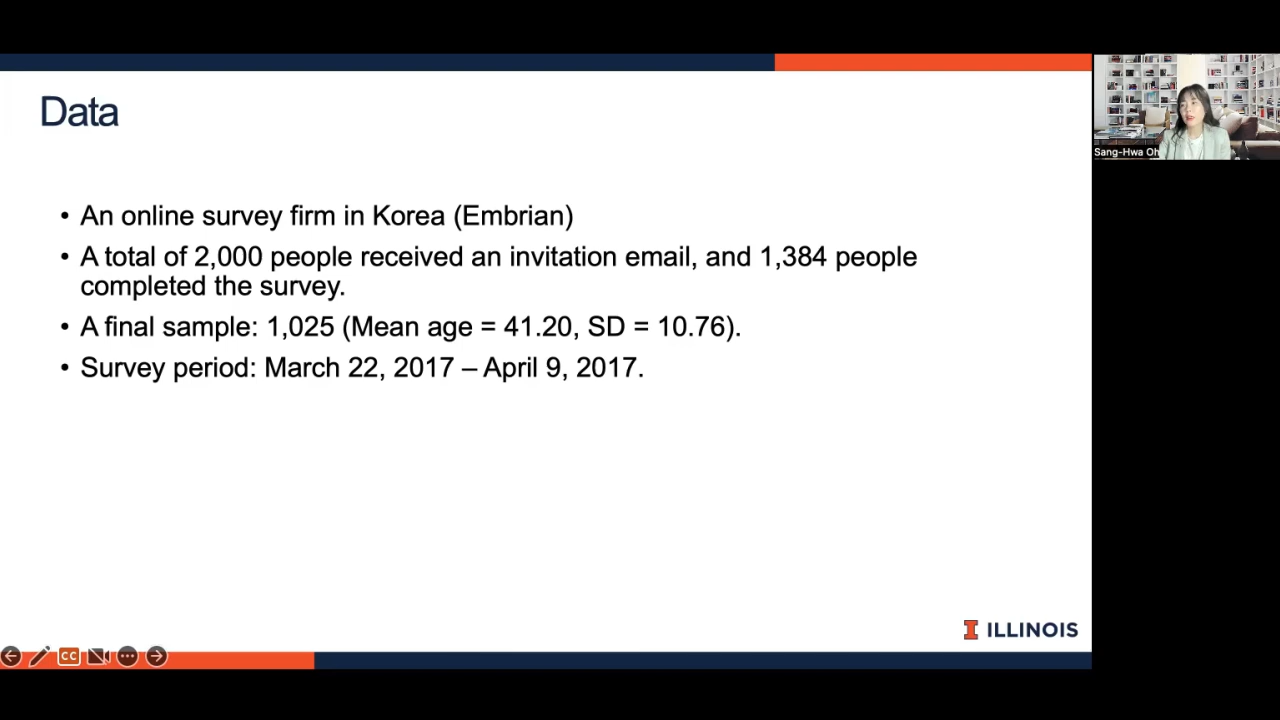 Data
• An online survey firm in Korea (Embrian)
• A total of 2,000 people received an invitation email, and 1,384 people
completed the survey.
• A final sample: 1,025 (Mean age = 41.20, SD = 10.76).
• Survey period: March 22, 2017 – April 9, 2017.
Sang-Hwa Oh
I ILLINOIS
CC